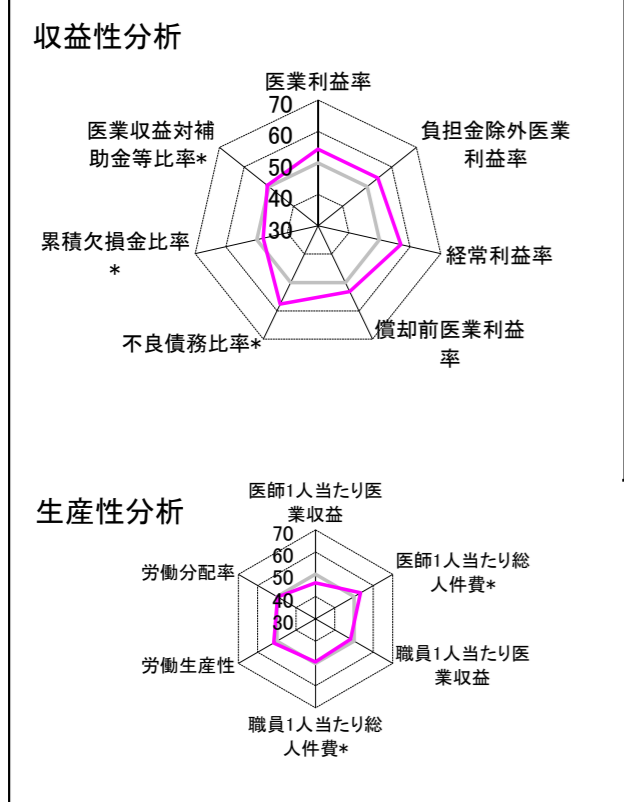 収益性分析
医業利益率
70
60
50
40
30
負担金除外医業
利益率
経常利益率
償却前医業利益
率
不良債務比率*
累積欠損金比率
*
医業収益対補
助金等比率*
生産性分析
医師1人当たり医
業収益
70
60
50
40
30
医師1人当たり総
人件費*
職員1人当たり医
業収益
職員1人当たり総
人件費*
労働生産性
労働分配率